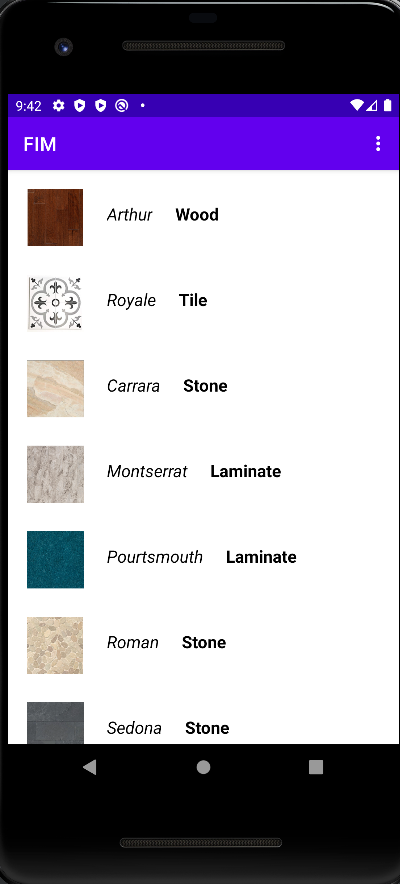 9:42
FIM
Arthur Wood
Royale Tile
Carrara Stone
Montserrat Laminate
Pourtsmouth Laminate
Roman Stone
Sedona Stone